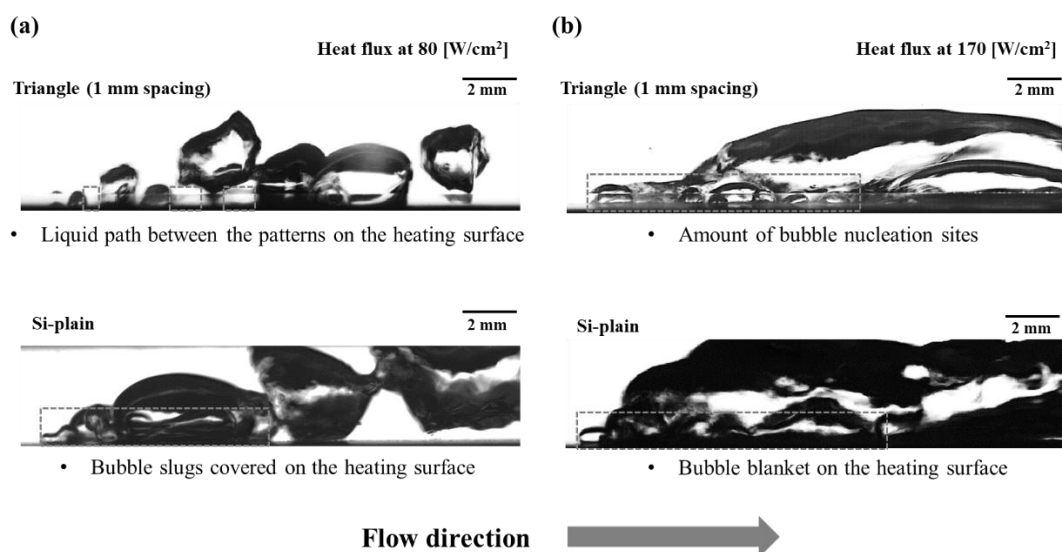 (a)
Heat flux at 80 [W/cm²]
Triangle (1 mm spacing)
2 mm
• Liquid path between the patterns on the heating surface
Si-plain
2 mm
• Bubble slugs covered on the heating surface
(b)
Heat flux at 170 [W/cm²]
Triangle (1 mm spacing)
2 mm
• Amount of bubble nucleation sites
Si-plain
2 mm
• Bubble blanket on the heating surface
Flow direction